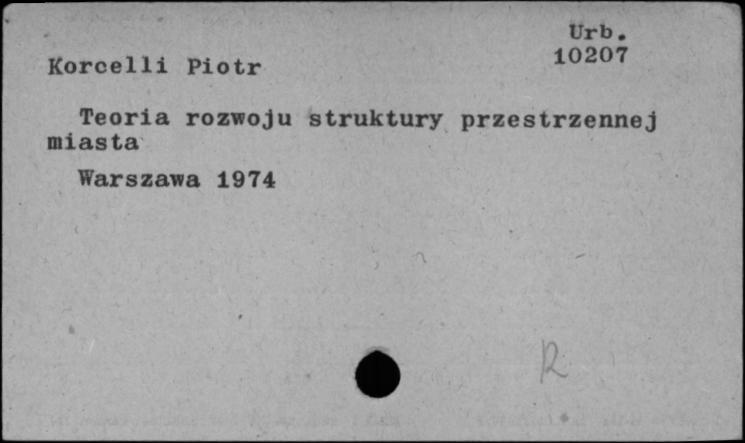 Urb.
10207
Korcelli Piotr
Teoria rozwoju struktury przestrzennej
miasta
Warszawa 1974
R